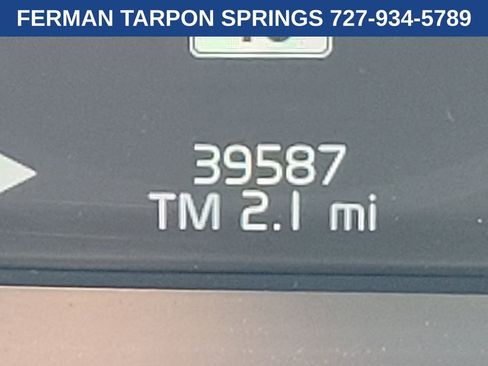 FERMAN TARPON SPRINGS 727-934-5789
39587
TM 2.1 mi